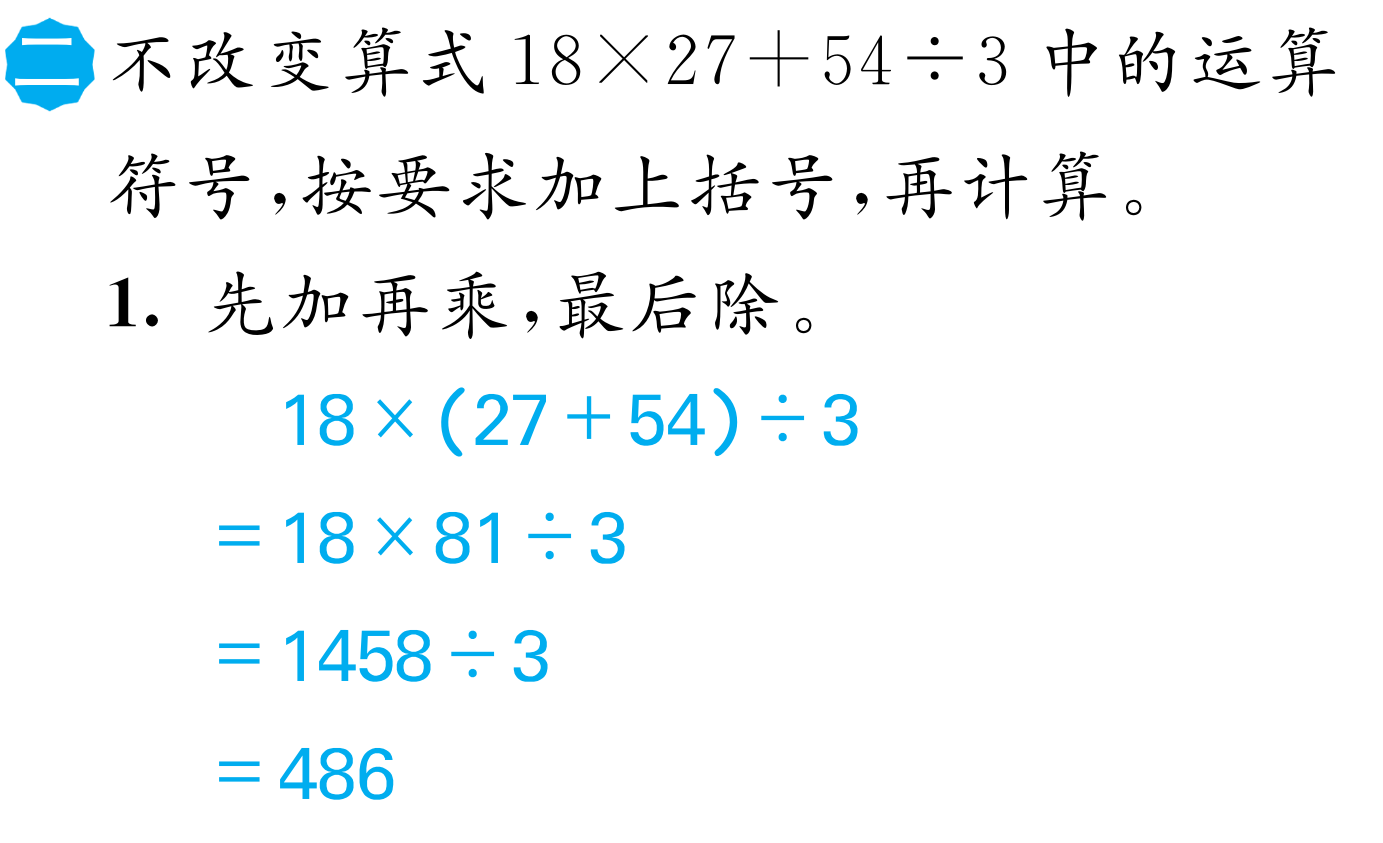 二 不改变算式 18×27+54÷3 中的运算
符号,按要求加上括号,再计算。
1. 先加再乘,最后除。
18×(27+54)÷3
=18×81÷3
=1458÷3
=486